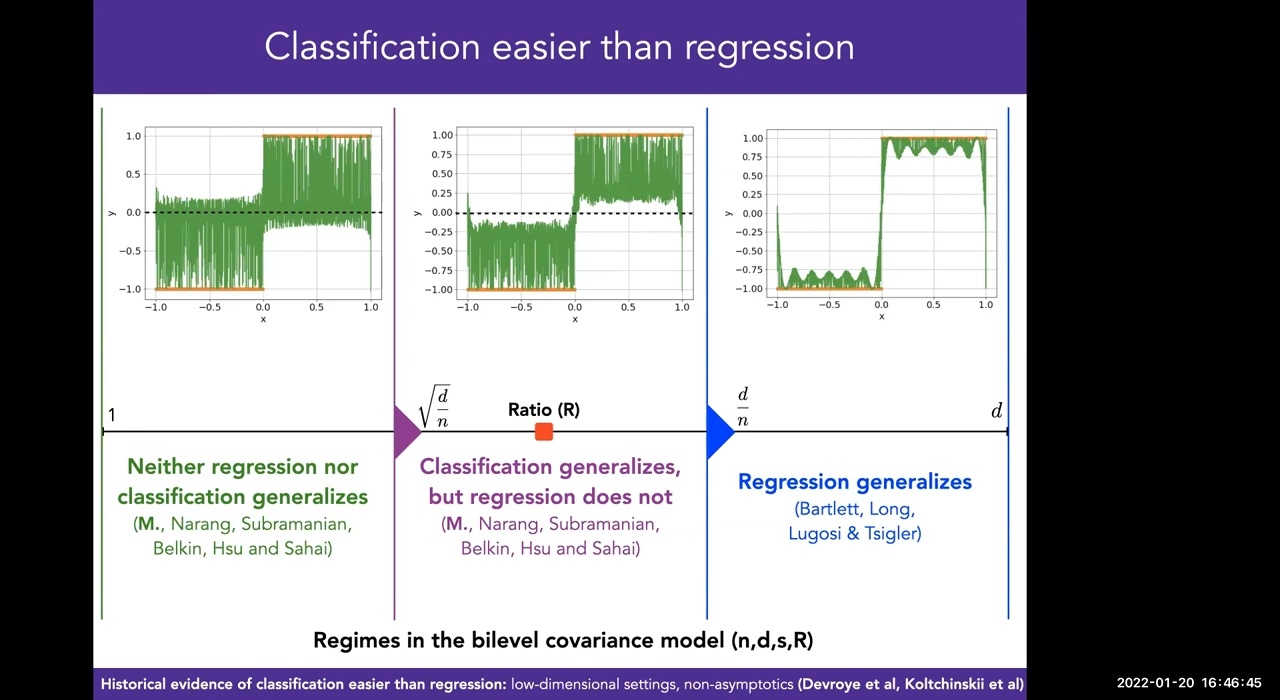 Classification easier than regression
1.0
0.5
0.0
−0.5
−1.0
y
−1.0 −0.5 0.0 0.5 1.0
x
1.00
0.75
0.50
0.25
0.00
−0.25
−0.50
−0.75
−1.00
y
−1.0 −0.5 0.0 0.5 1.0
x
1.00
0.75
0.50
0.25
0.00
−0.25
−0.50
−0.75
−1.00
y
−1.0 −0.5 0.0 0.5 1.0
x
1
√(d/n)
Ratio (R)
d/n
d
Neither regression nor
classification generalizes
(M., Narang, Subramanian,
Belkin, Hsu and Sahai)
Classification generalizes,
but regression does not
(M., Narang, Subramanian,
Belkin, Hsu and Sahai)
Regression generalizes
(Bartlett, Long,
Lugosi & Tsigler)
Regimes in the bilevel covariance model (n,d,s,R)
Historical evidence of classification easier than regression: low-dimensional settings, non-asymptotics (Devroye et al, Koltchinskii et al)
2022-01-20 16:46:45